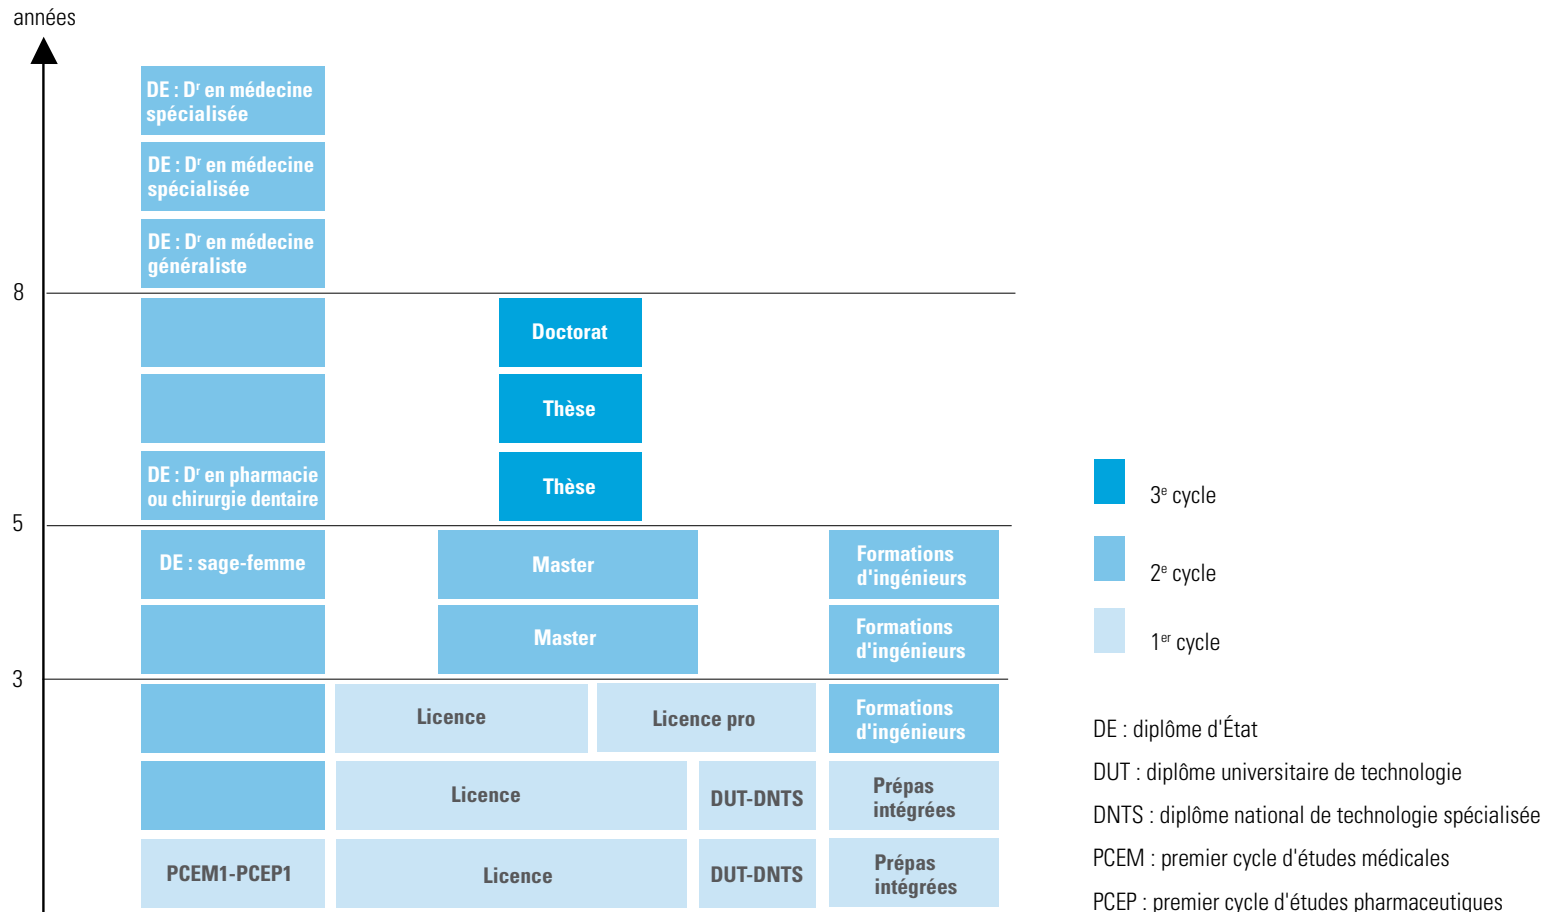 années
DE : Dʳ en médecine
spécialisée
DE : Dʳ en médecine
spécialisée
DE : Dʳ en médecine
généraliste
8
Doctorat
Thèse
DE : Dʳ en pharmacie
ou chirurgie dentaire
Thèse
5
DE : sage-femme
Master
Formations
d'ingénieurs
Master
Formations
d'ingénieurs
3
Licence
Licence pro
Formations
d'ingénieurs
Licence
DUT-DNTS
Prépas
intégrées
PCEM1-PCEP1
Licence
DUT-DNTS
Prépas
intégrées
3ᵉ cycle
2ᵉ cycle
1ᵉʳ cycle
DE : diplôme d'État
DUT : diplôme universitaire de technologie
DNTS : diplôme national de technologie spécialisée
PCEM : premier cycle d'études médicales
PCEP : premier cycle d'études pharmaceutiques